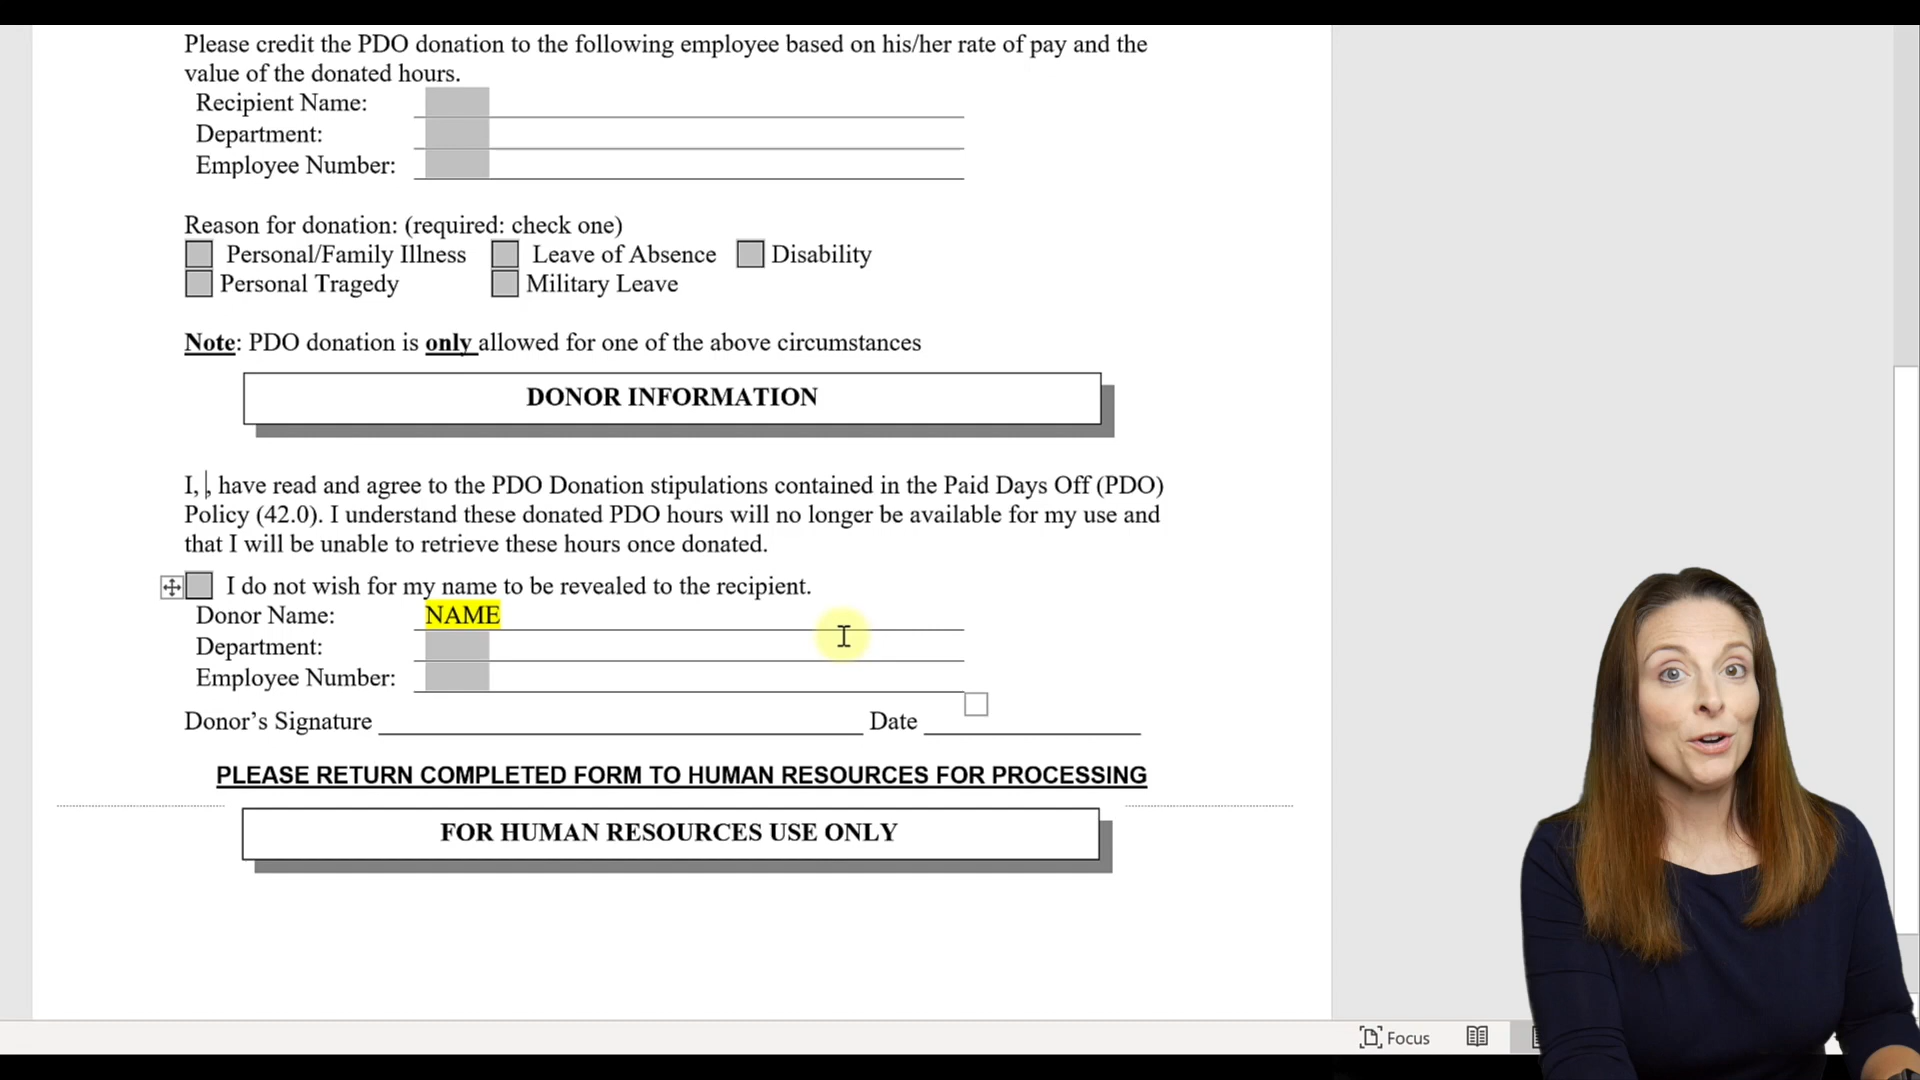 Please credit the PDO donation to the following employee based on his/her rate of pay and the
value of the donated hours.
Recipient Name:
Department:
Employee Number:
Reason for donation: (required: check one)
Personal/Family Illness Leave of Absence Disability
Personal Tragedy Military Leave
Note: PDO donation is only allowed for one of the above circumstances
DONOR INFORMATION
I, , have read and agree to the PDO Donation stipulations contained in the Paid Days Off (PDO)
Policy (42.0). I understand these donated PDO hours will no longer be available for my use and
that I will be unable to retrieve these hours once donated.
I do not wish for my name to be revealed to the recipient.
Donor Name: NAME
Department:
Employee Number:
Donor’s Signature Date
PLEASE RETURN COMPLETED FORM TO HUMAN RESOURCES FOR PROCESSING
FOR HUMAN RESOURCES USE ONLY
Focus